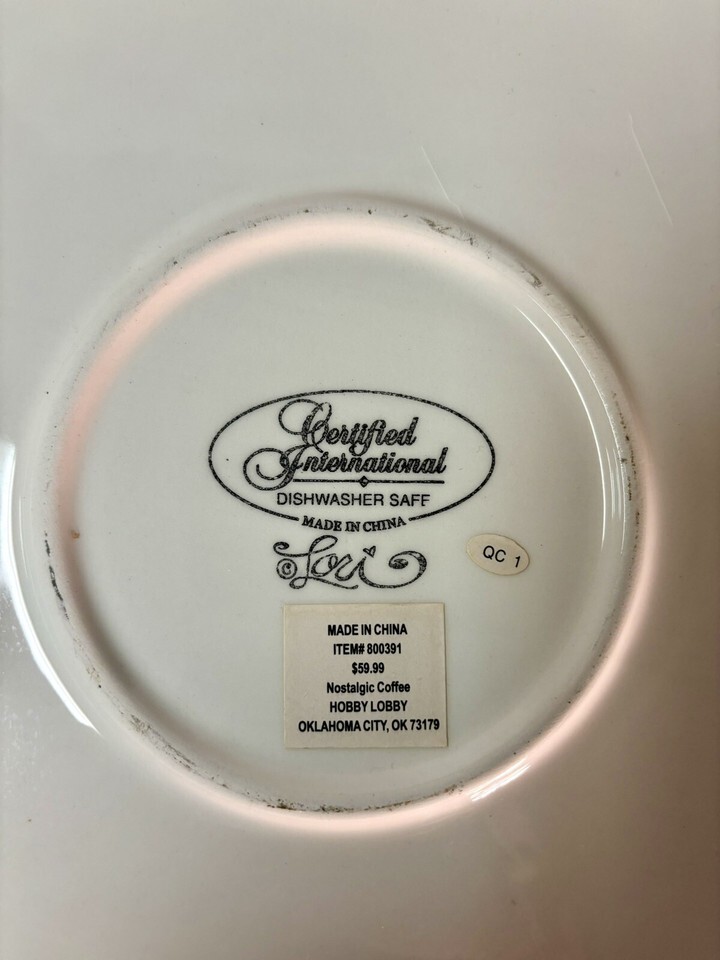 Certified
International
DISHWASHER SAFE
MADE IN CHINA
© Lori
QC 1
MADE IN CHINA
ITEM# 800391
$59.99
Nostalgic Coffee
HOBBY LOBBY
OKLAHOMA CITY, OK 73179